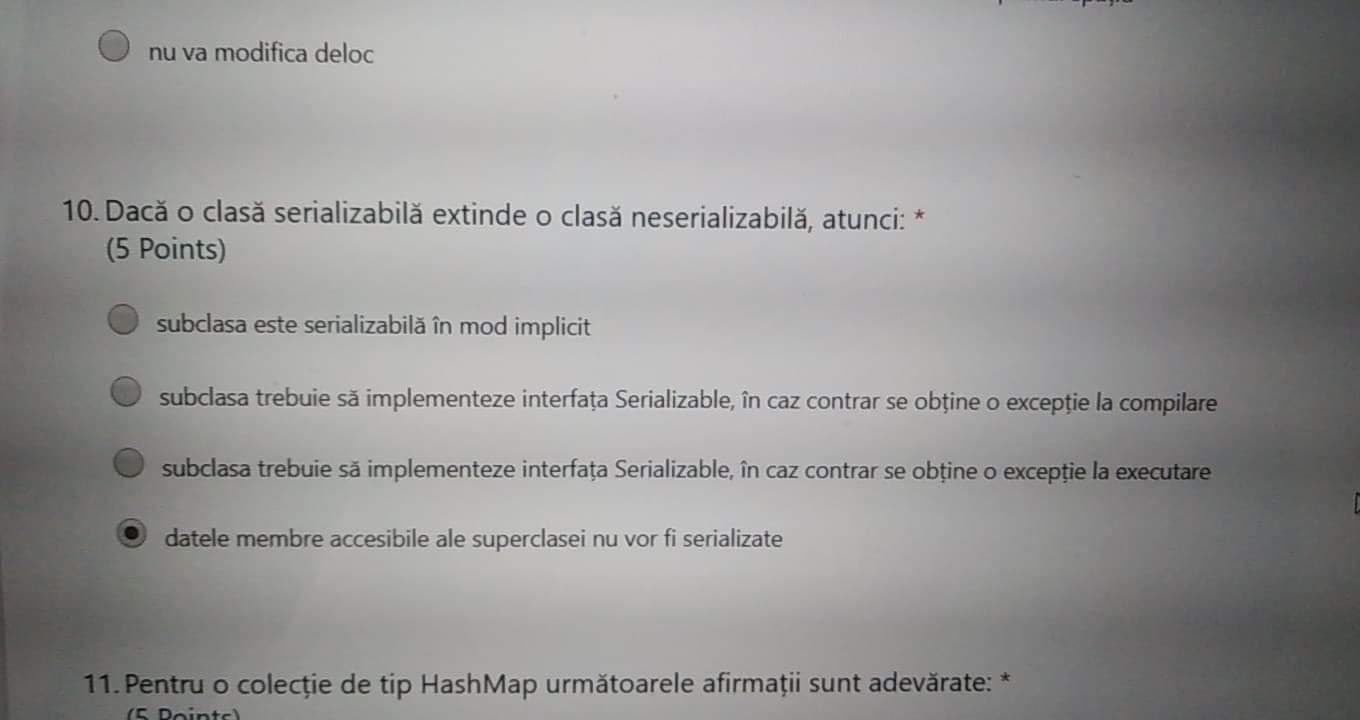 nu va modifica deloc
10. Dacă o clasă serializabilă extinde o clasă neserializabilă, atunci: *
(5 Points)
subclasa este serializabilă în mod implicit
subclasa trebuie să implementeze interfața Serializable, în caz contrar se obține o excepție la compilare
subclasa trebuie să implementeze interfața Serializable, în caz contrar se obține o excepție la executare
datele membre accesibile ale superclasei nu vor fi serializate
11. Pentru o colecție de tip HashMap următoarele afirmații sunt adevărate: *
(5 Points)